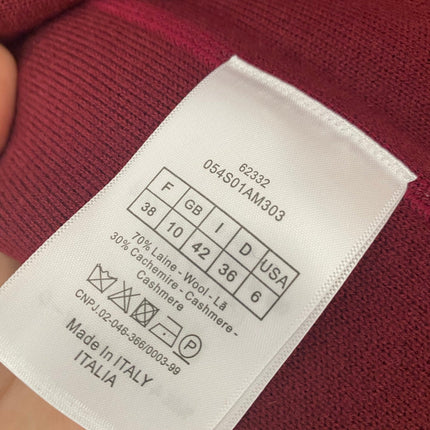 62332
054S01AM303
F GB I D USA
38 10 42 36 6
70% Laine - Wool - Lã
30% Cachemire - Cashmere -
Cashmere
P
CNPJ.02-046-366/0003-99
Made In ITALY
ITALIA